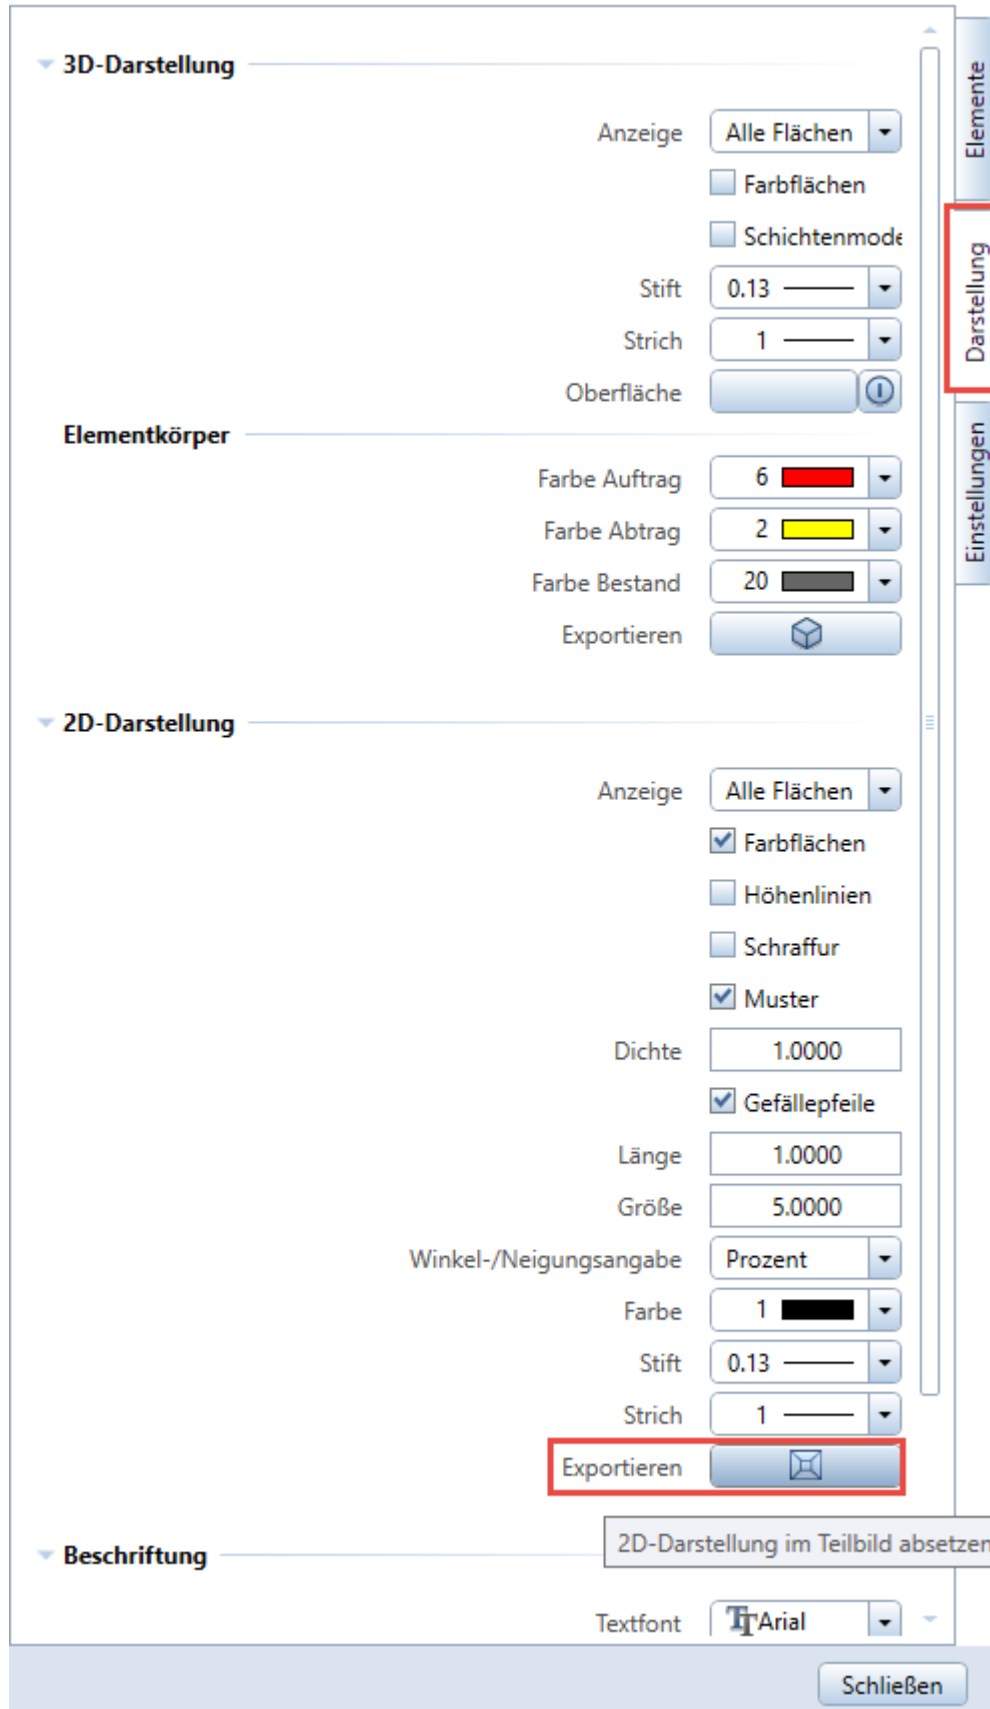 3D-Darstellung
Anzeige Alle Flächen
Farbflächen
Schichtenmode
Stift 0.13
Strich 1
Oberfläche
Elementkörper
Farbe Auftrag 6
Farbe Abtrag 2
Farbe Bestand 20
Exportieren
2D-Darstellung
Anzeige Alle Flächen
Farbflächen
Höhenlinien
Schraffur
Muster
Dichte 1.0000
Gefällepfeile
Länge 1.0000
Größe 5.0000
Winkel-/Neigungsangabe Prozent
Farbe 1
Stift 0.13
Strich 1
Exportieren
2D-Darstellung im Teilbild absetzen
Beschriftung
Textfont TT Arial
Schließen
Elemente
Darstellung
Einstellungen